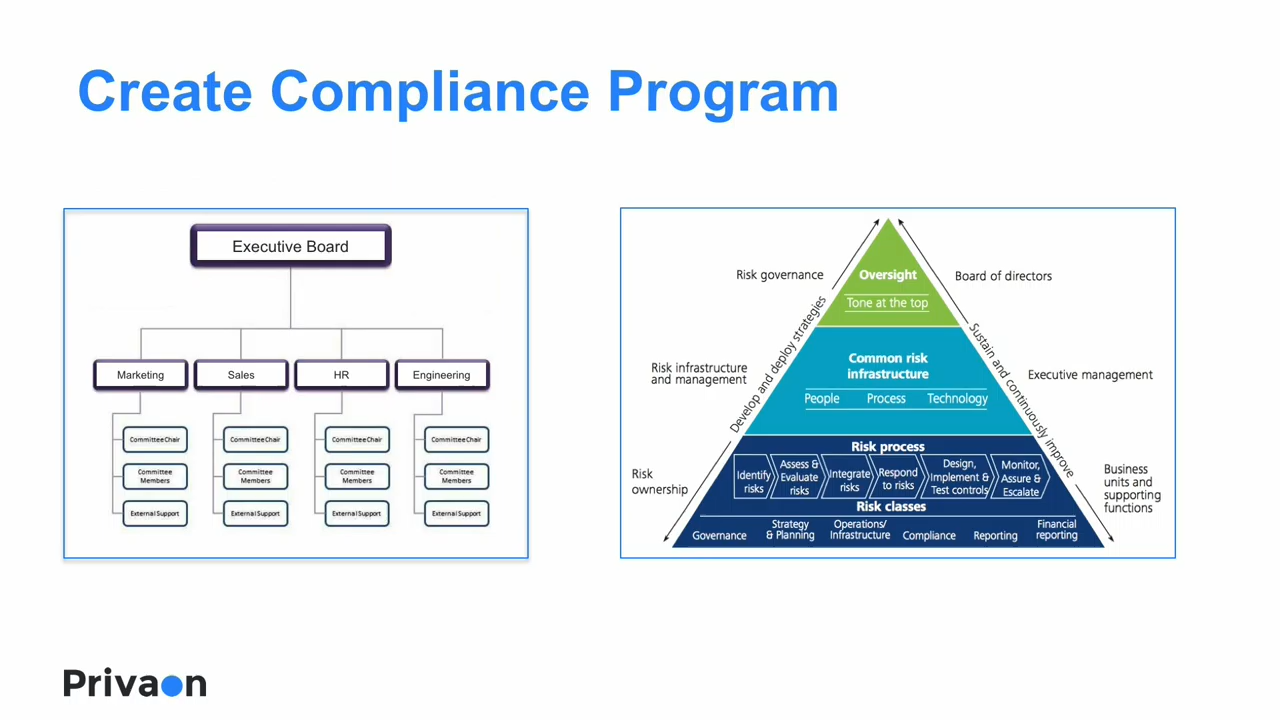 Create Compliance Program
Executive Board
Marketing
Sales
HR
Engineering
Committee Chair
Committee Chair
Committee Chair
Committee Chair
Committee
Members
Committee
Members
Committee
Members
Committee
Members
External Support
External Support
External Support
External Support
Oversight
Tone at the top
Risk governance
Board of directors
Develop and deploy strategies
Sustain and continuously improve
Common risk
infrastructure
People
Process
Technology
Risk infrastructure
and management
Executive management
Risk process
Identify
risks
Assess &
Evaluate
risks
Integrate
risks
Respond
to risks
Design,
Implement &
Test controls
Monitor,
Assure &
Escalate
Risk
ownership
Business
units and
supporting
functions
Risk classes
Governance
Strategy
& Planning
Operations/
Infrastructure
Compliance
Reporting
Financial
reporting
Privaon